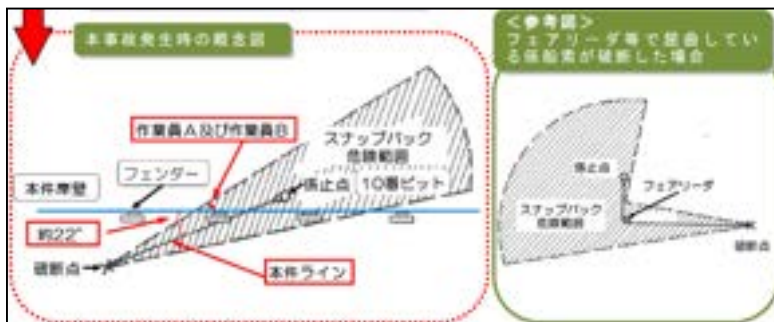 本事故発生時の概念図
作業員A及び作業員B
スナップバック
危険範囲
フェンダー
係止点
10番ビット
本件岸壁
約22°
本件ライン
破断点
＜参考図＞
フェアリーダ等で屈曲してい
る係船索が破断した場合
係止点
フェアリーダ
スナップバック
危険範囲
破断点